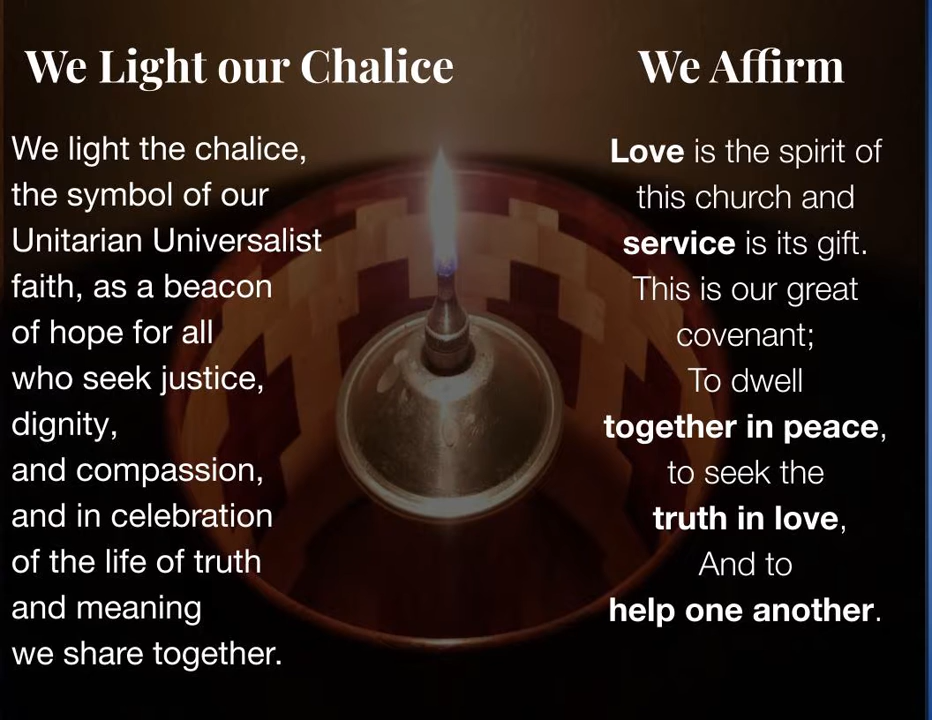 We Light our Chalice
We light the chalice,
the symbol of our
Unitarian Universalist
faith, as a beacon
of hope for all
who seek justice,
dignity,
and compassion,
and in celebration
of the life of truth
and meaning
we share together.
We Affirm
Love is the spirit of
this church and
service is its gift.
This is our great
covenant;
To dwell
together in peace,
to seek the
truth in love,
And to
help one another.